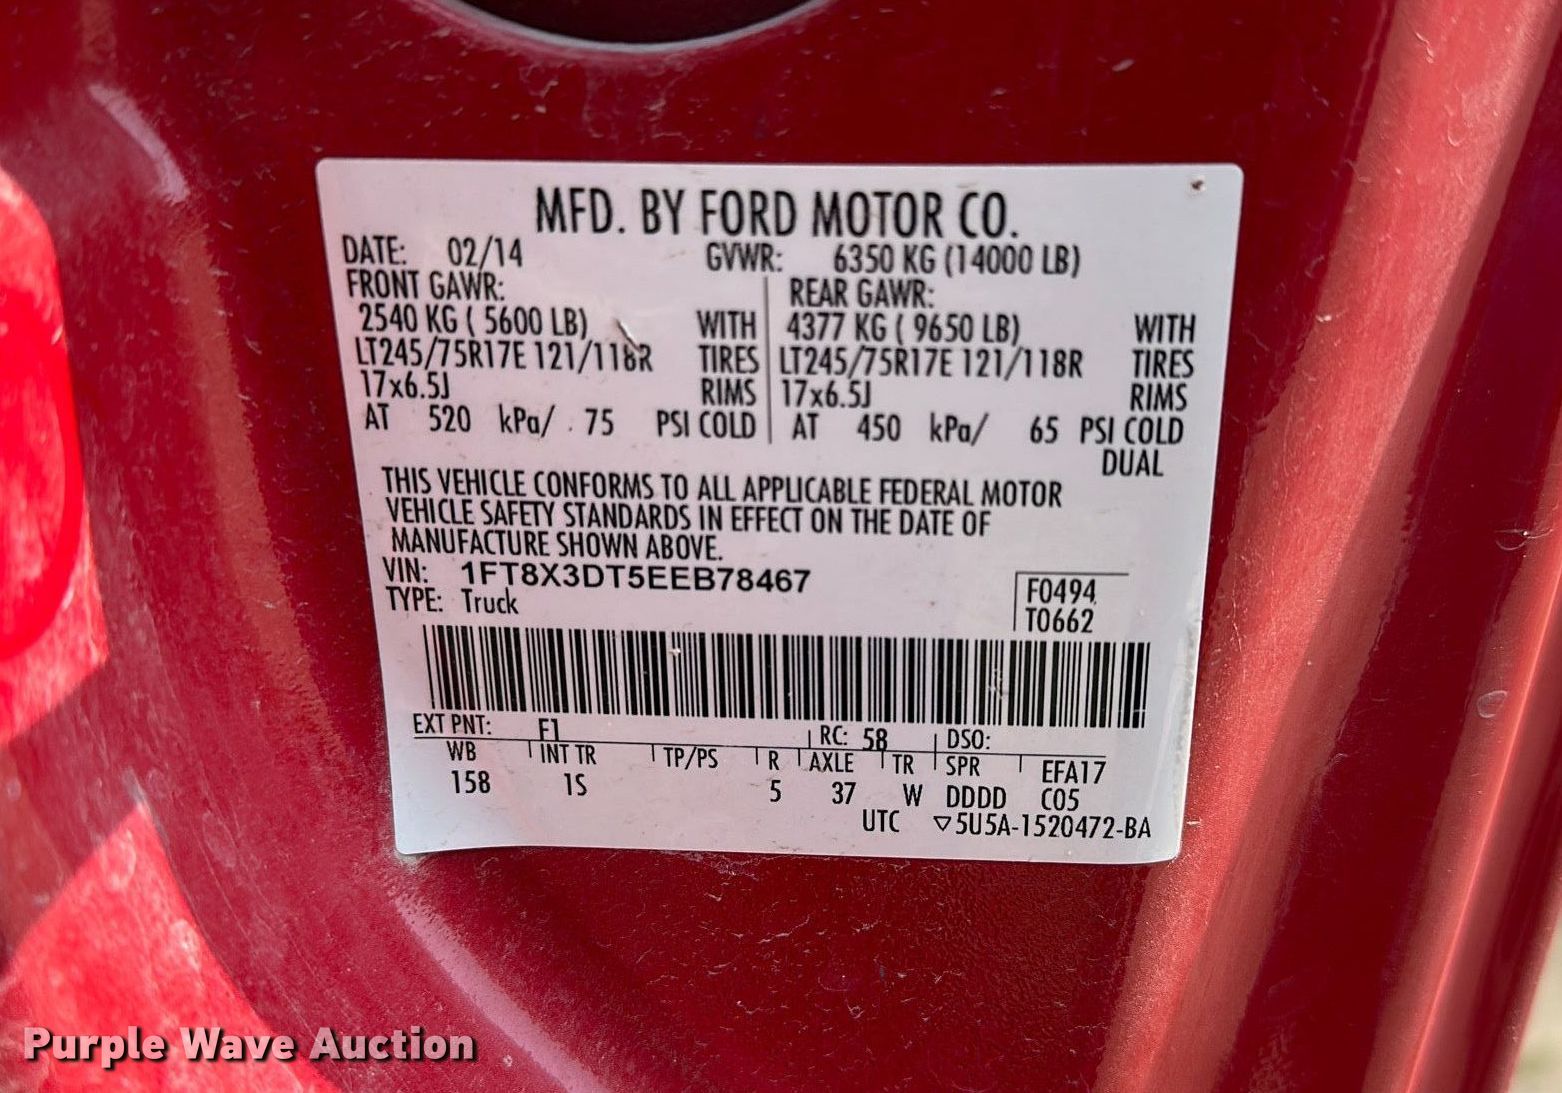 MFD. BY FORD MOTOR CO.
DATE: 02/14 GVWR: 6350 KG (14000 LB)
FRONT GAWR: REAR GAWR:
2540 KG ( 5600 LB) WITH 4377 KG ( 9650 LB) WITH
LT245/75R17E 121/118R TIRES LT245/75R17E 121/118R TIRES
17x6.5J RIMS 17x6.5J RIMS
AT 520 kPa/ 75 PSI COLD AT 450 kPa/ 65 PSI COLD
DUAL
THIS VEHICLE CONFORMS TO ALL APPLICABLE FEDERAL MOTOR
VEHICLE SAFETY STANDARDS IN EFFECT ON THE DATE OF
MANUFACTURE SHOWN ABOVE.
VIN: 1FT8X3DT5EEB78467 F0494
TYPE: Truck T0662
EXT PNT: F1 RC: 58 DSO:
WB INT TR TP/PS R AXLE TR SPR EFA17
158 1S 5 37 W DDDD C05
UTC ▽5U5A-1520472-BA
Purple Wave Auction